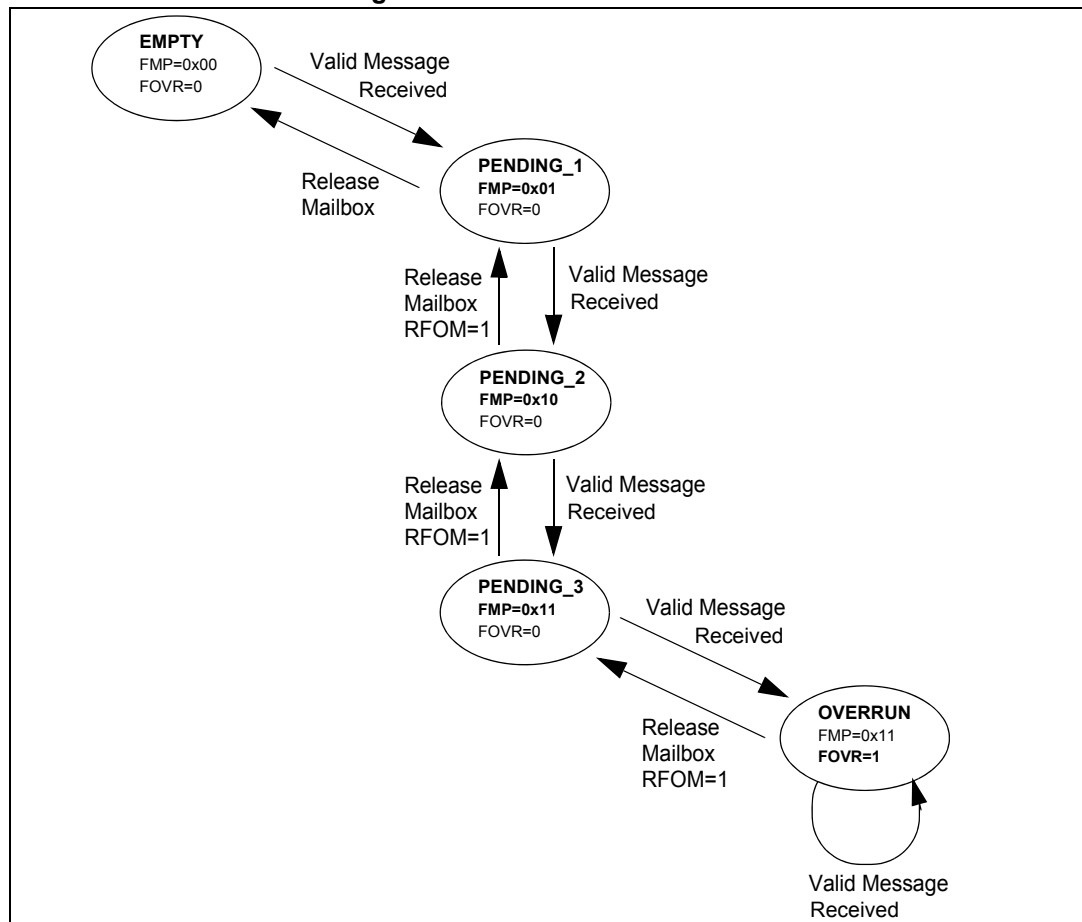 EMPTY
FMP=0x00
FOVR=0
Valid Message
Received
Release
Mailbox
PENDING_1
FMP=0x01
FOVR=0
Release
Mailbox
RFOM=1
Valid Message
Received
PENDING_2
FMP=0x10
FOVR=0
Release
Mailbox
RFOM=1
Valid Message
Received
PENDING_3
FMP=0x11
FOVR=0
Valid Message
Received
Release
Mailbox
RFOM=1
OVERRUN
FMP=0x11
FOVR=1
Valid Message
Received